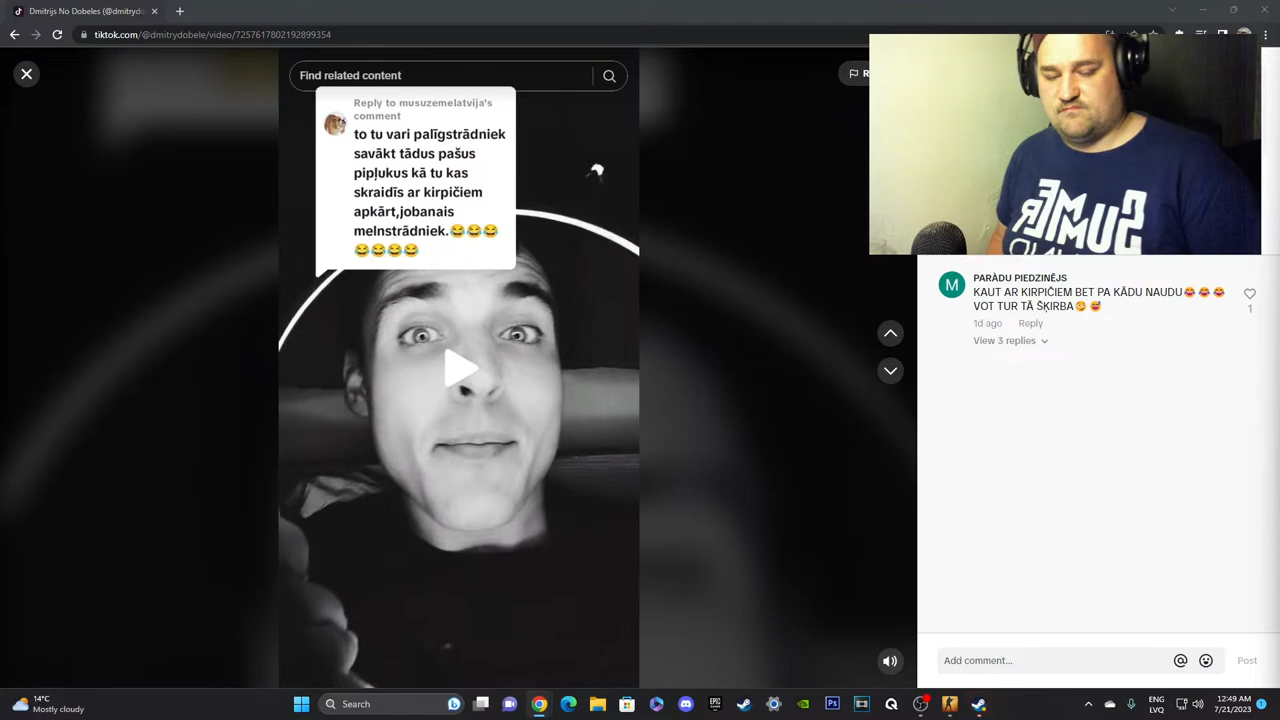 Dmitrijs No Dobeles (@dmitrydo
tiktok.com/@dmitrydobele/video/7257617802192899354
Find related content
R
Reply to musuzemelatvija's
comment
to tu vari palīgstrādniek
savākt tādus pašus
pipļukus kā tu kas
skraidīs ar kirpičiem
apkārt,jobanais
melnstrādniek.😂😂😂
😂😂😂😂
SUMMER
M
PARĀDU PIEDZINĒJS
KAUT AR KIRPIČIEM BET PA KĀDU NAUDU😂😂😂
VOT TUR TĀ ŠĶIRBA🫣😅
1d ago Reply
1
View 3 replies
Add comment...
Post
14°C
Mostly cloudy
Search
EPIC
Ps
ENG
LVQ
12:49 AM
7/21/2023